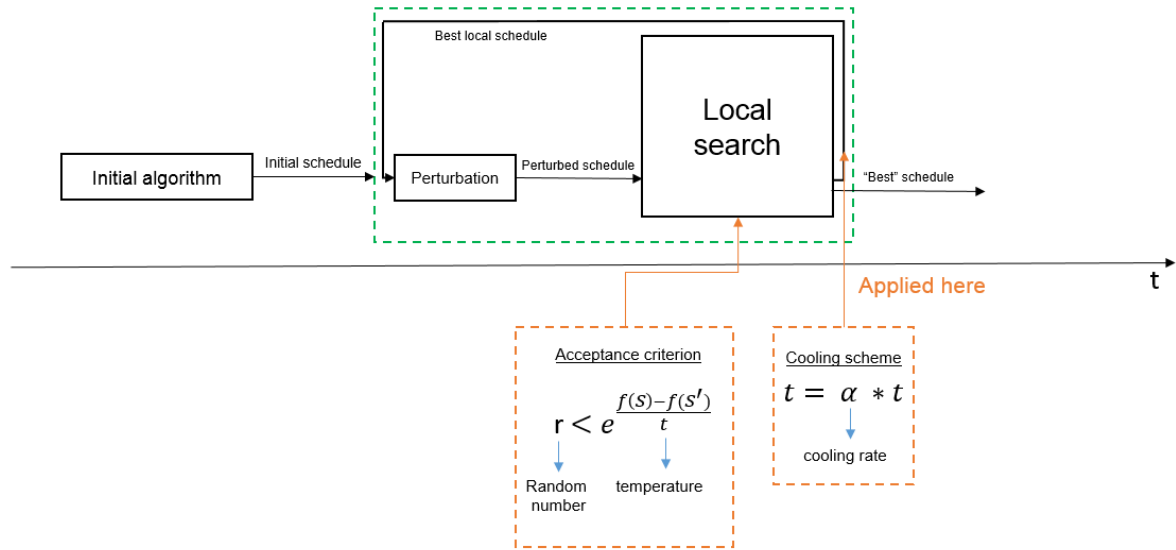 Best local schedule
Local
search
Initial algorithm
Initial schedule
Perturbation
Perturbed schedule
“Best” schedule
t
Applied here
Acceptance criterion
r < e^{\frac{f(S)-f(S')}{t}}
Random
number
temperature
Cooling scheme
t = α * t
cooling rate